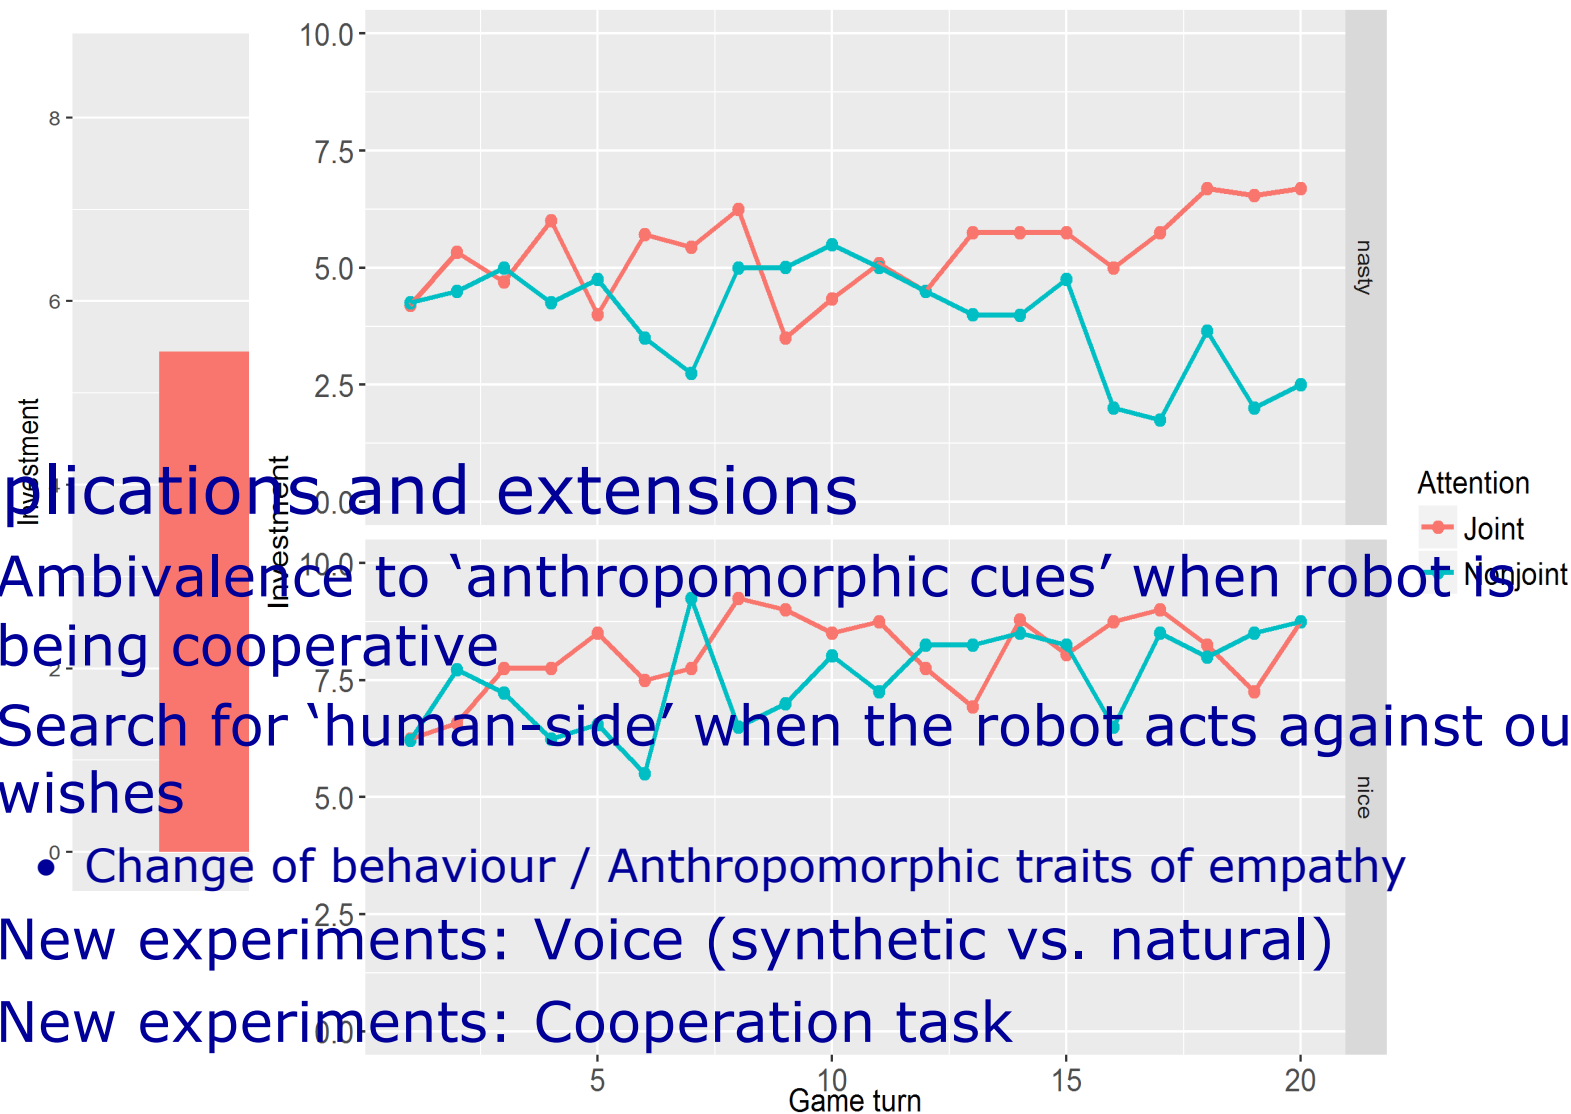 8
6
4
2
0
Investment
10.0
7.5
5.0
2.5
0.0
nasty
Investment
10.0
7.5
5.0
2.5
0.0
nice
5
10
15
20
Game turn
Attention
Joint
Nonjoint
plications and extensions
Ambivalence to ‘anthropomorphic cues’ when robot is
being cooperative
Search for ‘human-side’ when the robot acts against ou
wishes
• Change of behaviour / Anthropomorphic traits of empathy
New experiments: Voice (synthetic vs. natural)
New experiments: Cooperation task